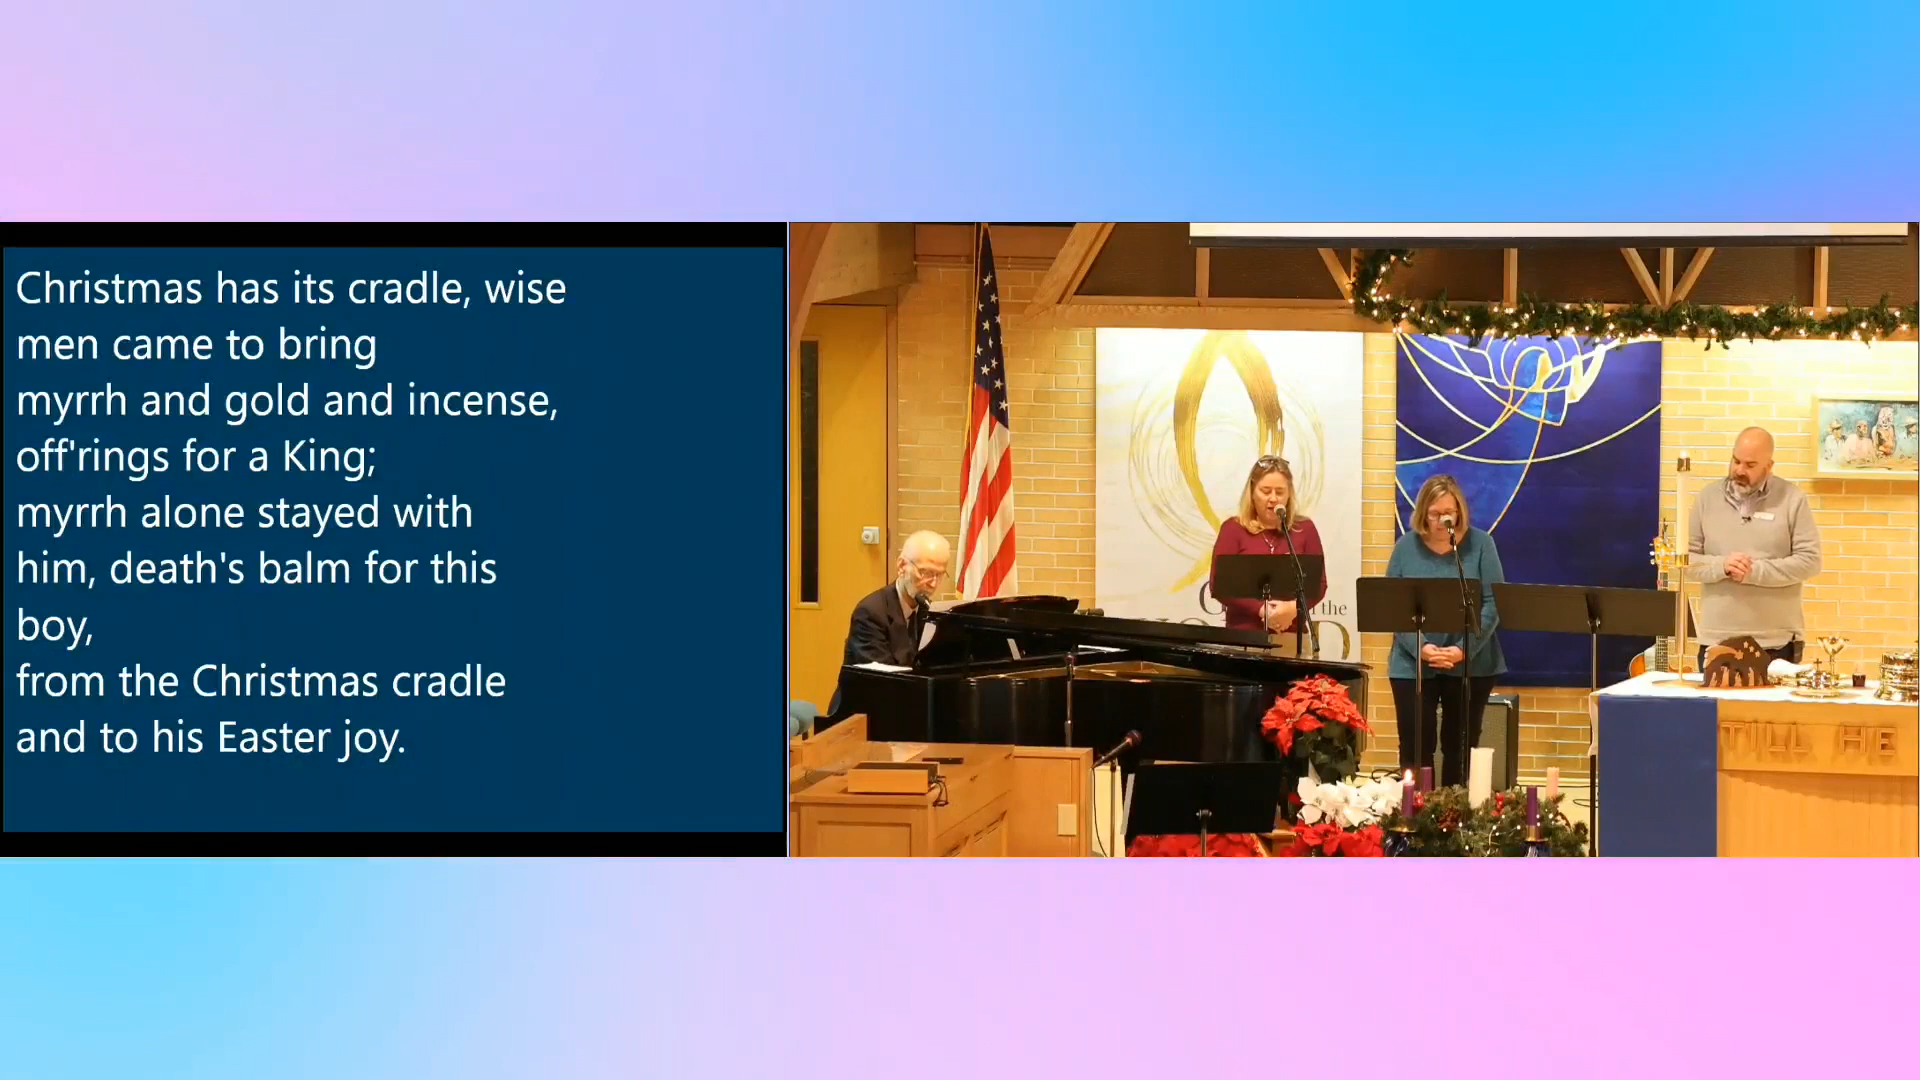 Christmas has its cradle, wise
men came to bring
myrrh and gold and incense,
off'rings for a King;
myrrh alone stayed with
him, death's balm for this
boy,
from the Christmas cradle
and to his Easter joy.
the
TILL HE